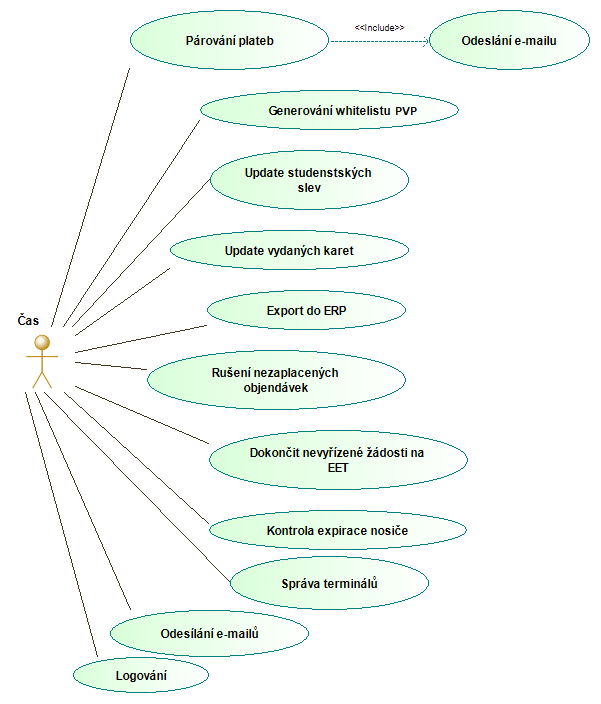 Párování plateb
<<Include>>
Odeslání e-mailu
Generování whitelistu PVP
Update studenstských
slev
Update vydaných karet
Export do ERP
Čas
Rušení nezaplacených
objendávek
Dokončit nevyřízené žádosti na
EET
Kontrola expirace nosiče
Správa terminálů
Odesílání e-mailů
Logování